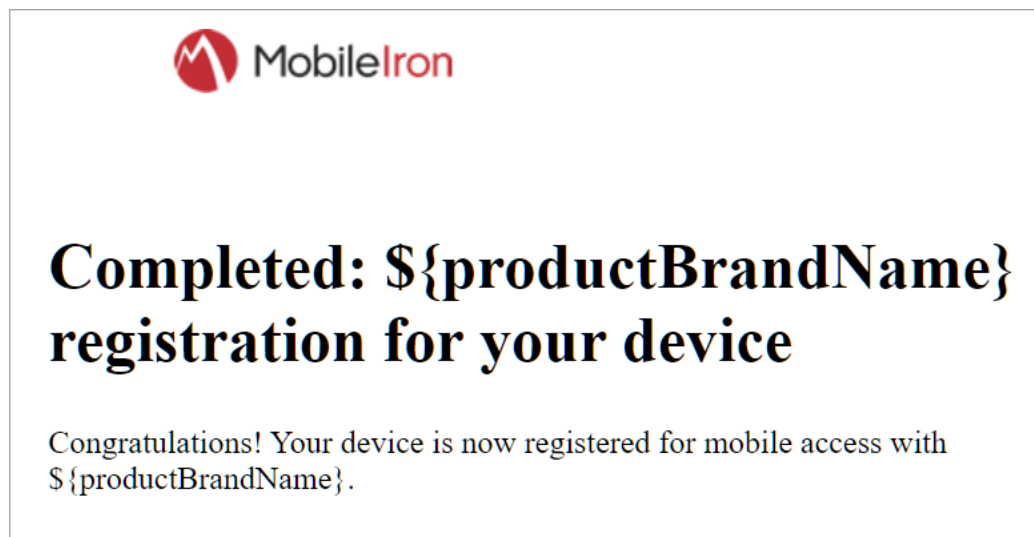 MobileIron
Completed: ${productBrandName}
registration for your device
Congratulations! Your device is now registered for mobile access with
${productBrandName}.